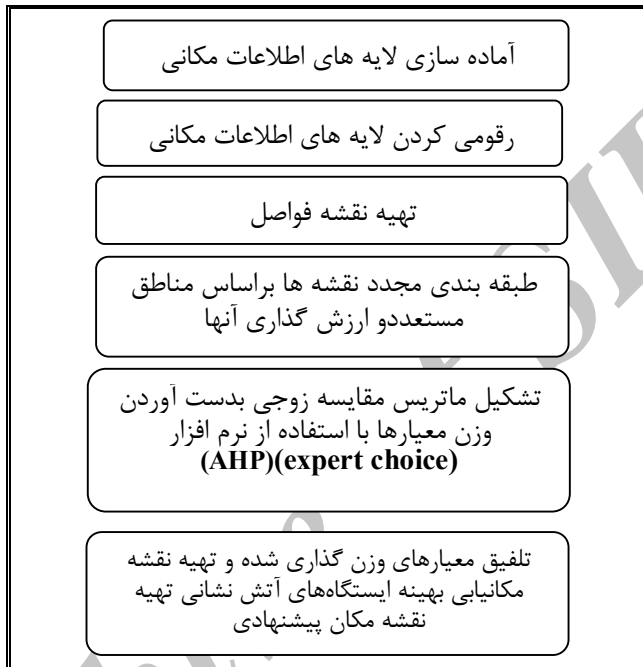 آماده سازی لایه های اطلاعات مکانی
رقومی کردن لایه های اطلاعات مکانی
تهیه نقشه فواصل
طبقه بندی مجدد نقشه ها براساس مناطق
مستعددو ارزش گذاری آنها
تشکیل ماتریس مقایسه زوجی بدست آوردن
وزن معیارها با استفاده از نرم افزار
(AHP)(expert choice)
تلفیق معیارهای وزن گذاری شده و تهیه نقشه
مکانیابی بهینه ایستگاه‌های آتش نشانی تهیه
نقشه مکان پیشنهادی